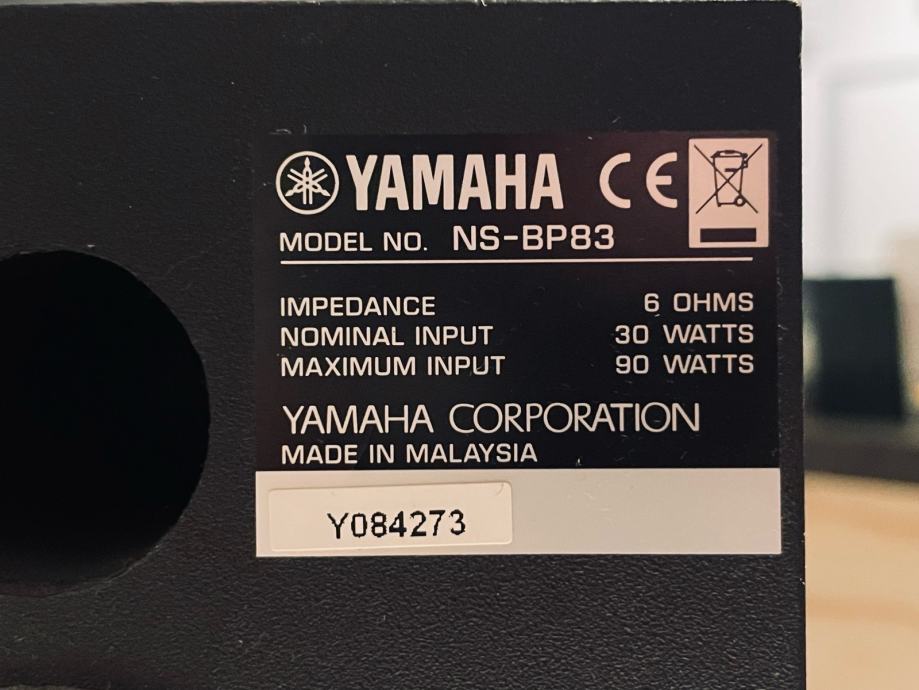 YAMAHA CE
MODEL NO. NS-BP83
IMPEDANCE 6 OHMS
NOMINAL INPUT 30 WATTS
MAXIMUM INPUT 90 WATTS
YAMAHA CORPORATION
MADE IN MALAYSIA
Y084273